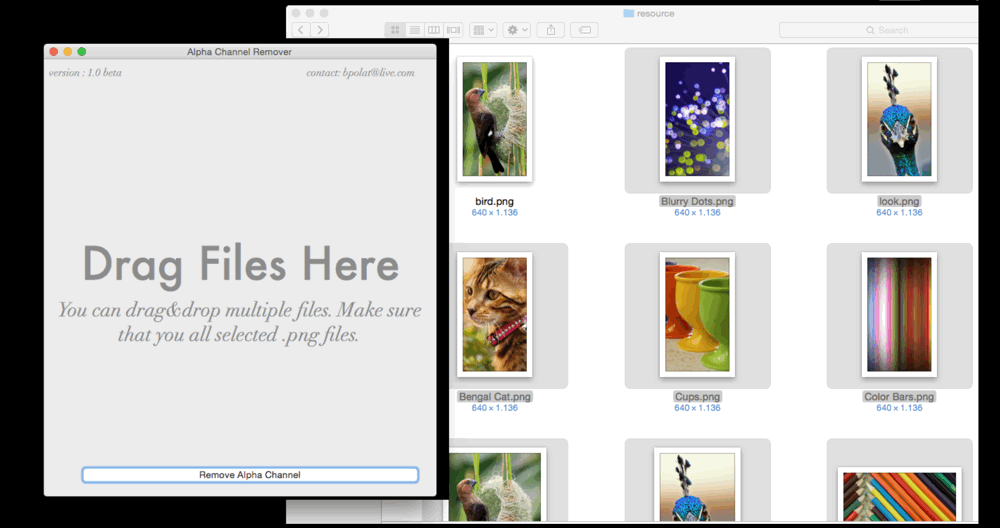 resource
Search
Alpha Channel Remover
version : 1.0 beta
contact: bpolat@live.com
Drag Files Here
You can drag&drop multiple files. Make sure
that you all selected .png files.
Remove Alpha Channel
bird.png
640 × 1.136
Blurry Dots.png
640 × 1.136
look.png
640 × 1.136
Bengal Cat.png
640 × 1.136
Cups.png
640 × 1.136
Color Bars.png
640 × 1.136